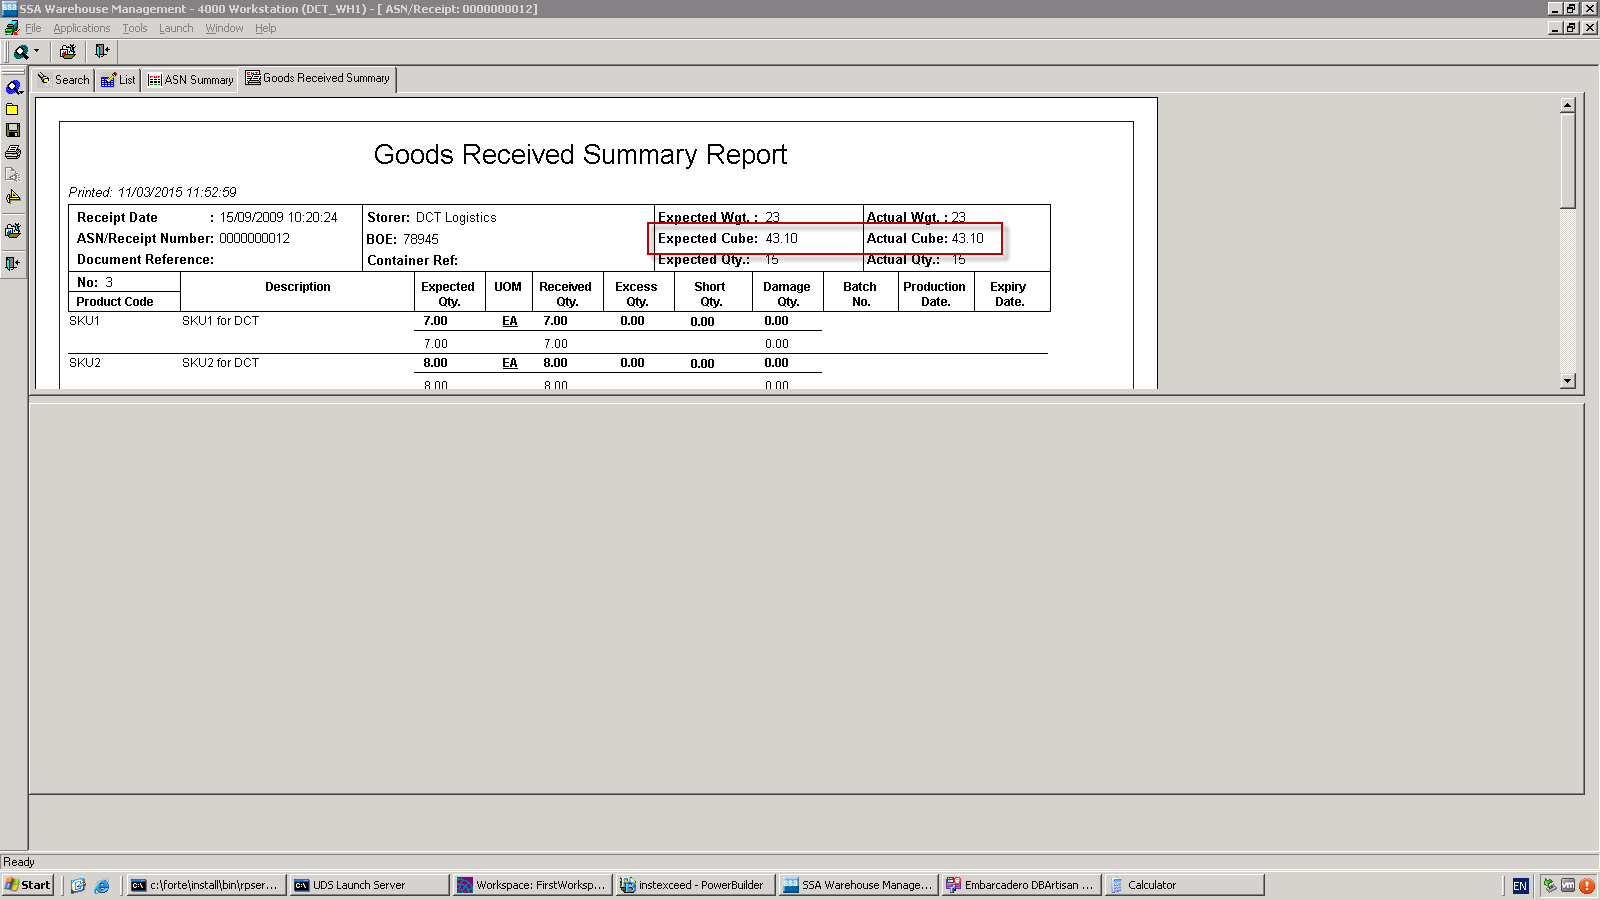 SSA Warehouse Management - 4000 Workstation (DCT_WH1) - [ ASN/Receipt: 0000000012]
File Applications Tools Launch Window Help
Search List ASN Summary Goods Received Summary
Goods Received Summary Report
Printed: 11/03/2015 11:52:59
Receipt Date : 15/09/2009 10:20:24 Storer: DCT Logistics Expected Wgt. : 23 Actual Wgt. : 23
ASN/Receipt Number: 0000000012 BOE: 78945 Expected Cube: 43.10 Actual Cube: 43.10
Document Reference: Container Ref: Expected Qty.: 15 Actual Qty.: 15
No: 3
Product Code Description Expected Qty. UOM Received Qty. Excess Qty. Short Qty. Damage Qty. Batch No. Production Date. Expiry Date.
SKU1 SKU1 for DCT 7.00 EA 7.00 0.00 0.00 0.00
7.00 7.00 0.00
SKU2 SKU2 for DCT 8.00 EA 8.00 0.00 0.00 0.00
8.00 8.00 0.00
Ready
Start c:\forte\install\bin\rpser... UDS Launch Server Workspace: FirstWorksp... instexceed - PowerBuilder SSA Warehouse Manage... Embarcadero DBArtisan ... Calculator EN